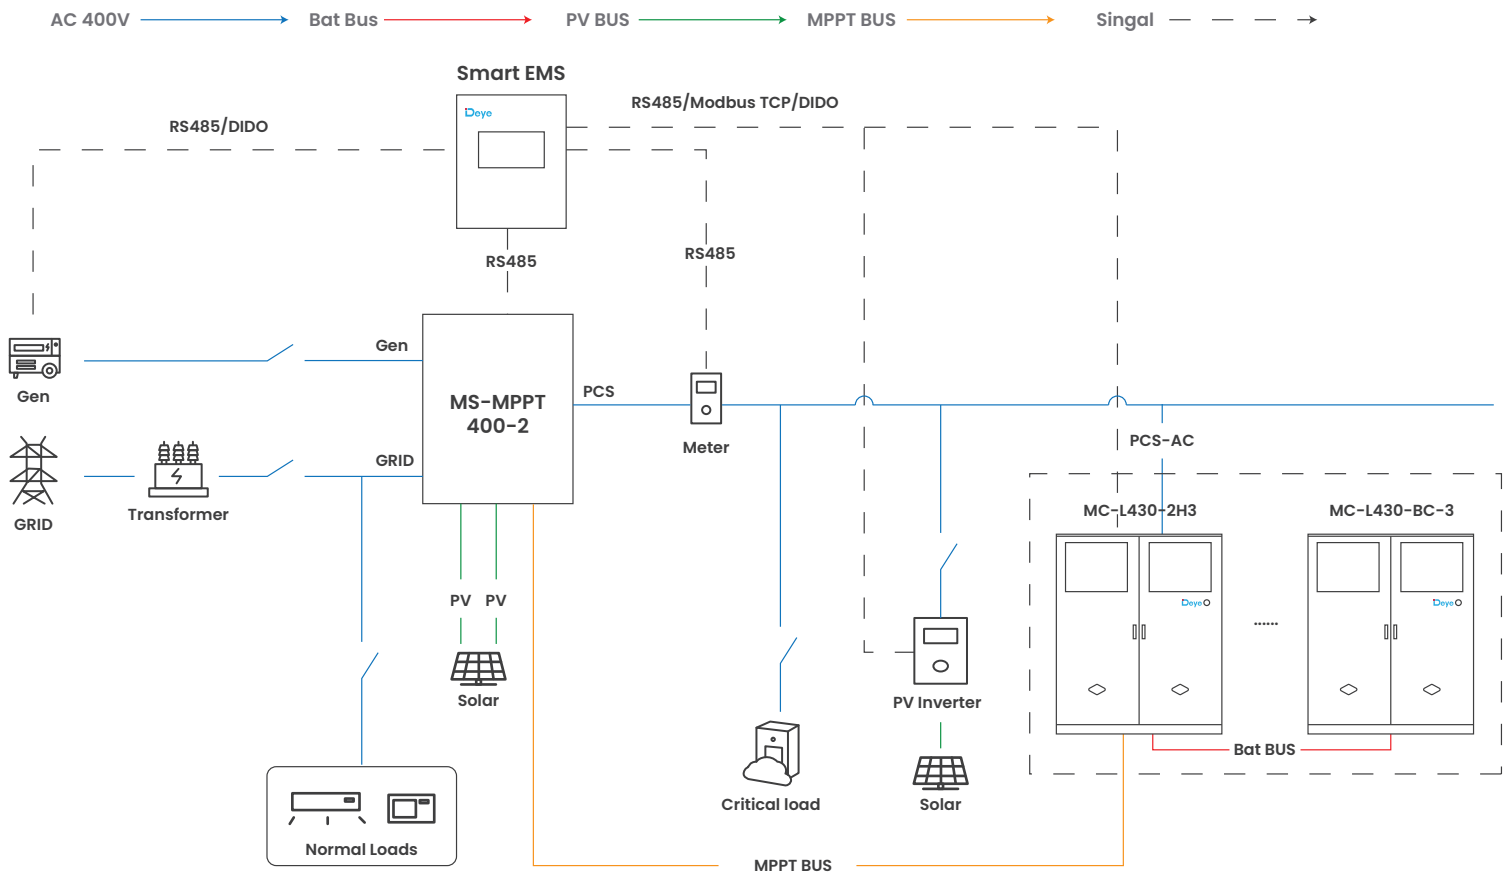 AC 400V
Bat Bus
PV BUS
MPPT BUS
Singal
Smart EMS
Deye
RS485/Modbus TCP/DIDO
RS485/DIDO
RS485
RS485
Gen
Gen
PCS
MS-MPPT
400-2
Meter
PCS-AC
GRID
GRID
Transformer
MC-L430-2H3
MC-L430-BC-3
PV
PV
Deye
Deye
......
Solar
PV Inverter
Bat BUS
Critical load
Solar
Normal Loads
MPPT BUS